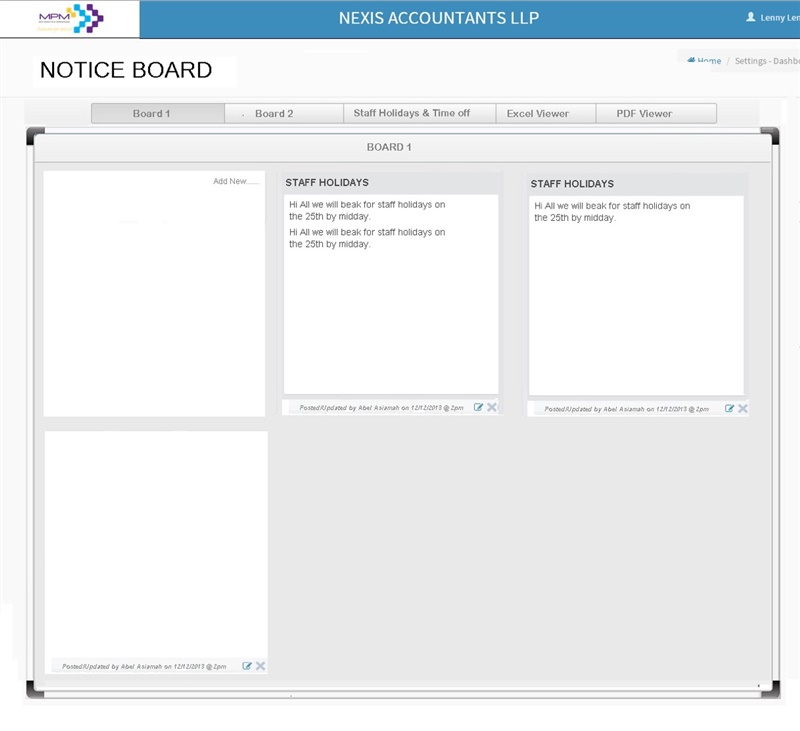 MPM
NEXIS ACCOUNTANTS LLP
Lenny Len
NOTICE BOARD
Home / Settings - Dashbo
Board 1
Board 2
Staff Holidays & Time off
Excel Viewer
PDF Viewer
BOARD 1
Add New......
STAFF HOLIDAYS
Hi All we will beak for staff holidays on
the 25th by midday.
Hi All we will beak for staff holidays on
the 25th by midday.
Posted/Updated by Abel Asiamah on 12/12/2013 @ 2pm
STAFF HOLIDAYS
Hi All we will beak for staff holidays on
the 25th by midday.
Posted/Updated by Abel Asiamah on 12/12/2013 @ 2pm
Posted/Updated by Abel Asiamah on 12/12/2013 @ 2pm